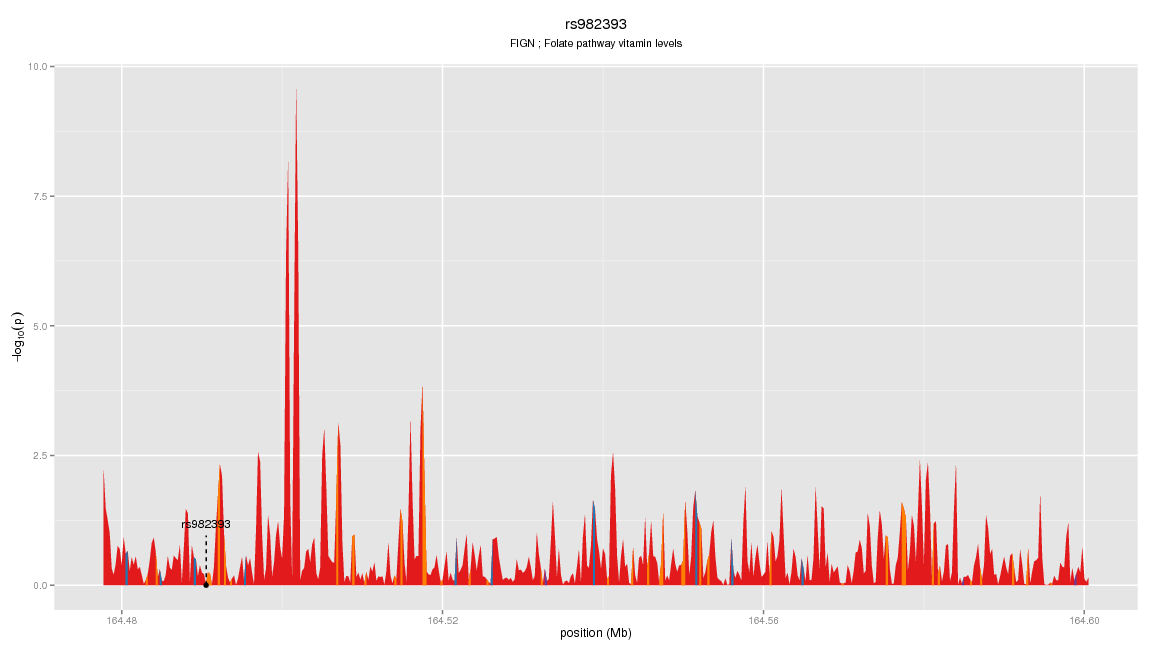 rs982393
FIGN ; Folate pathway vitamin levels
10.0
7.5
5.0
2.5
0.0
−log10(p)
rs982393
164.48
164.52
164.56
164.60
position (Mb)